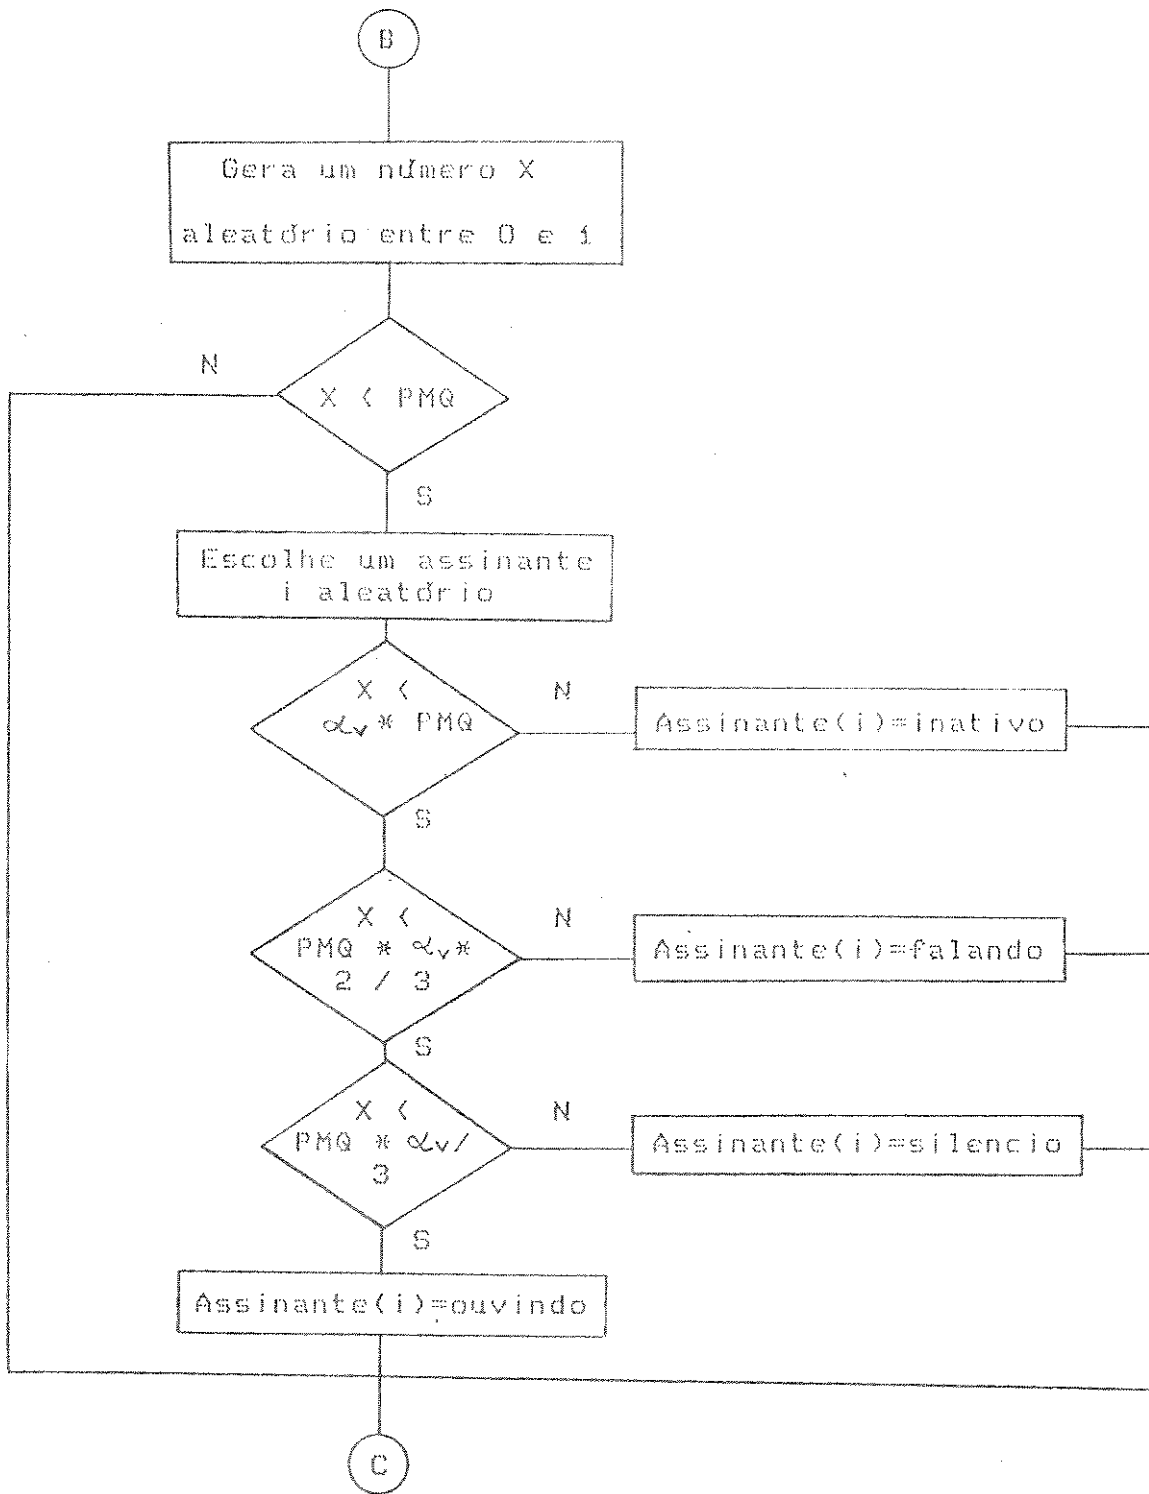 B
Gera um número X
aleatório entre 0 e 1
N
X < PMQ
S
Escolhe um assinante
i aleatório
X <
αv * PMQ
N
Assinante(i)=inativo
S
X <
PMQ * αv *
2 / 3
N
Assinante(i)=falando
S
X <
PMQ * αv /
3
N
Assinante(i)=silencio
S
Assinante(i)=ouvindo
C